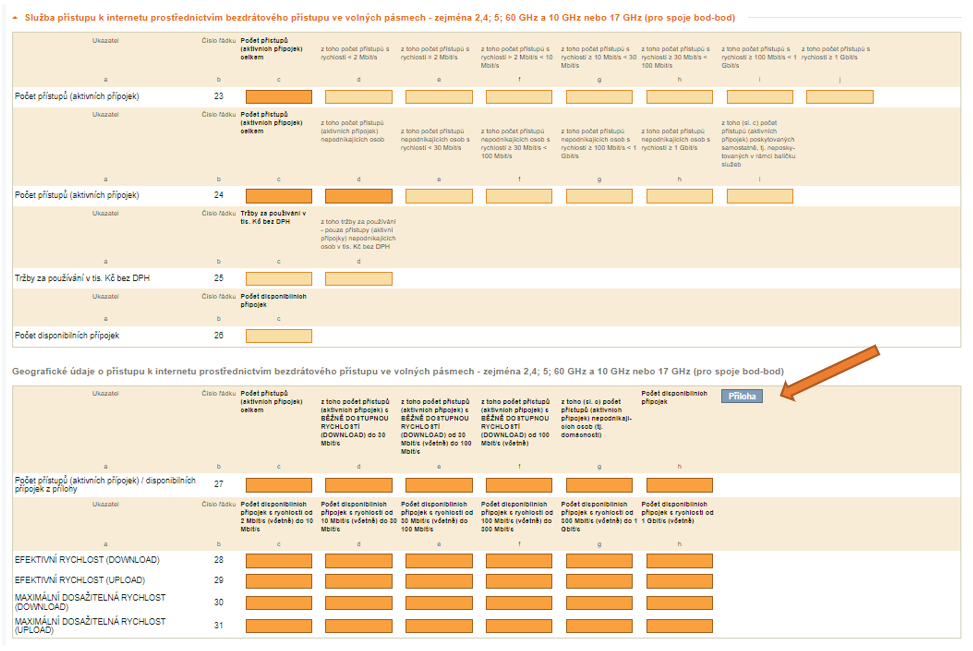 Služba přístupu k internetu prostřednictvím bezdrátového přístupu ve volných pásmech - zejména 2,4; 5; 60 GHz a 10 GHz nebo 17 GHz (pro spoje bod-bod)
Ukazatel Číslo řádku Počet přístupů (aktivních přípojek) celkem z toho počet přístupů s rychlostí < 2 Mbit/s z toho počet přístupů s rychlostí = 2 Mbit/s z toho počet přístupů s rychlostí > 2 Mbit/s < 10 Mbit/s z toho počet přístupů s rychlostí ≥ 10 Mbit/s < 30 Mbit/s z toho počet přístupů s rychlostí ≥ 30 Mbit/s < 100 Mbit/s z toho počet přístupů s rychlostí ≥ 100 Mbit/s < 1 Gbit/s z toho počet přístupů s rychlostí ≥ 1 Gbit/s
a b c d e f g h i j
Počet přístupů (aktivních přípojek) 23
Ukazatel Číslo řádku Počet přístupů (aktivních přípojek) celkem z toho počet přístupů (aktivních přípojek) nepodnikajících osob z toho počet přístupů nepodnikajících osob s rychlostí < 30 Mbit/s z toho počet přístupů nepodnikajících osob s rychlostí ≥ 30 Mbit/s < 100 Mbit/s z toho počet přístupů nepodnikajících osob s rychlostí ≥ 100 Mbit/s < 1 Gbit/s z toho počet přístupů nepodnikajících osob s rychlostí ≥ 1 Gbit/s z toho (sl. c) počet přístupů (aktivních přípojek) poskytovaných samostatně, tj. neposky-tovaných v rámci balíčku služeb
a b c d e f g h i
Počet přístupů (aktivních přípojek) 24
Ukazatel Číslo řádku Tržby za používání v tis. Kč bez DPH z toho tržby za používání - pouze přístupy (aktivní přípojky) nepodnikajících osob v tis. Kč bez DPH
a b c d
Tržby za používání v tis. Kč bez DPH 25
Ukazatel Číslo řádku Počet disponibilních přípojek
a b c
Počet disponibilních přípojek 26
Geografické údaje o přístupu k internetu prostřednictvím bezdrátového přístupu ve volných pásmech - zejména 2,4; 5; 60 GHz a 10 GHz nebo 17 GHz (pro spoje bod-bod)
Ukazatel Číslo řádku Počet přístupů (aktivních přípojek) celkem z toho počet přístupů (aktivních přípojek) s BĚŽNĚ DOSTUPNOU RYCHLOSTÍ (DOWNLOAD) do 30 Mbit/s z toho počet přístupů (aktivních přípojek) s BĚŽNĚ DOSTUPNOU RYCHLOSTÍ (DOWNLOAD) od 30 Mbit/s (včetně) do 100 Mbit/s z toho počet přístupů (aktivních přípojek) s BĚŽNĚ DOSTUPNOU RYCHLOSTÍ (DOWNLOAD) od 100 Mbit/s (včetně) z toho (sl. c) počet přístupů (aktivních přípojek) nepodnikají-cích osob (tj. domácností) Počet disponibilních přípojek Příloha
a b c d e f g h
Počet přístupů (aktivních přípojek) / disponibilních přípojek z přílohy 27
Ukazatel Číslo řádku Počet disponibilních přípojek s rychlostí od 2 Mbit/s (včetně) do 10 Mbit/s Počet disponibilních přípojek s rychlostí od 10 Mbit/s (včetně) do 30 Mbit/s Počet disponibilních přípojek s rychlostí od 30 Mbit/s (včetně) do 100 Mbit/s Počet disponibilních přípojek s rychlostí od 100 Mbit/s (včetně) do 300 Mbit/s Počet disponibilních přípojek s rychlostí od 300 Mbit/s (včetně) do 1 Gbit/s Počet disponibilních přípojek s rychlostí od 1 Gbit/s (včetně)
a b c d e f g h
EFEKTIVNÍ RYCHLOST (DOWNLOAD) 28
EFEKTIVNÍ RYCHLOST (UPLOAD) 29
MAXIMÁLNÍ DOSAŽITELNÁ RYCHLOST (DOWNLOAD) 30
MAXIMÁLNÍ DOSAŽITELNÁ RYCHLOST (UPLOAD) 31